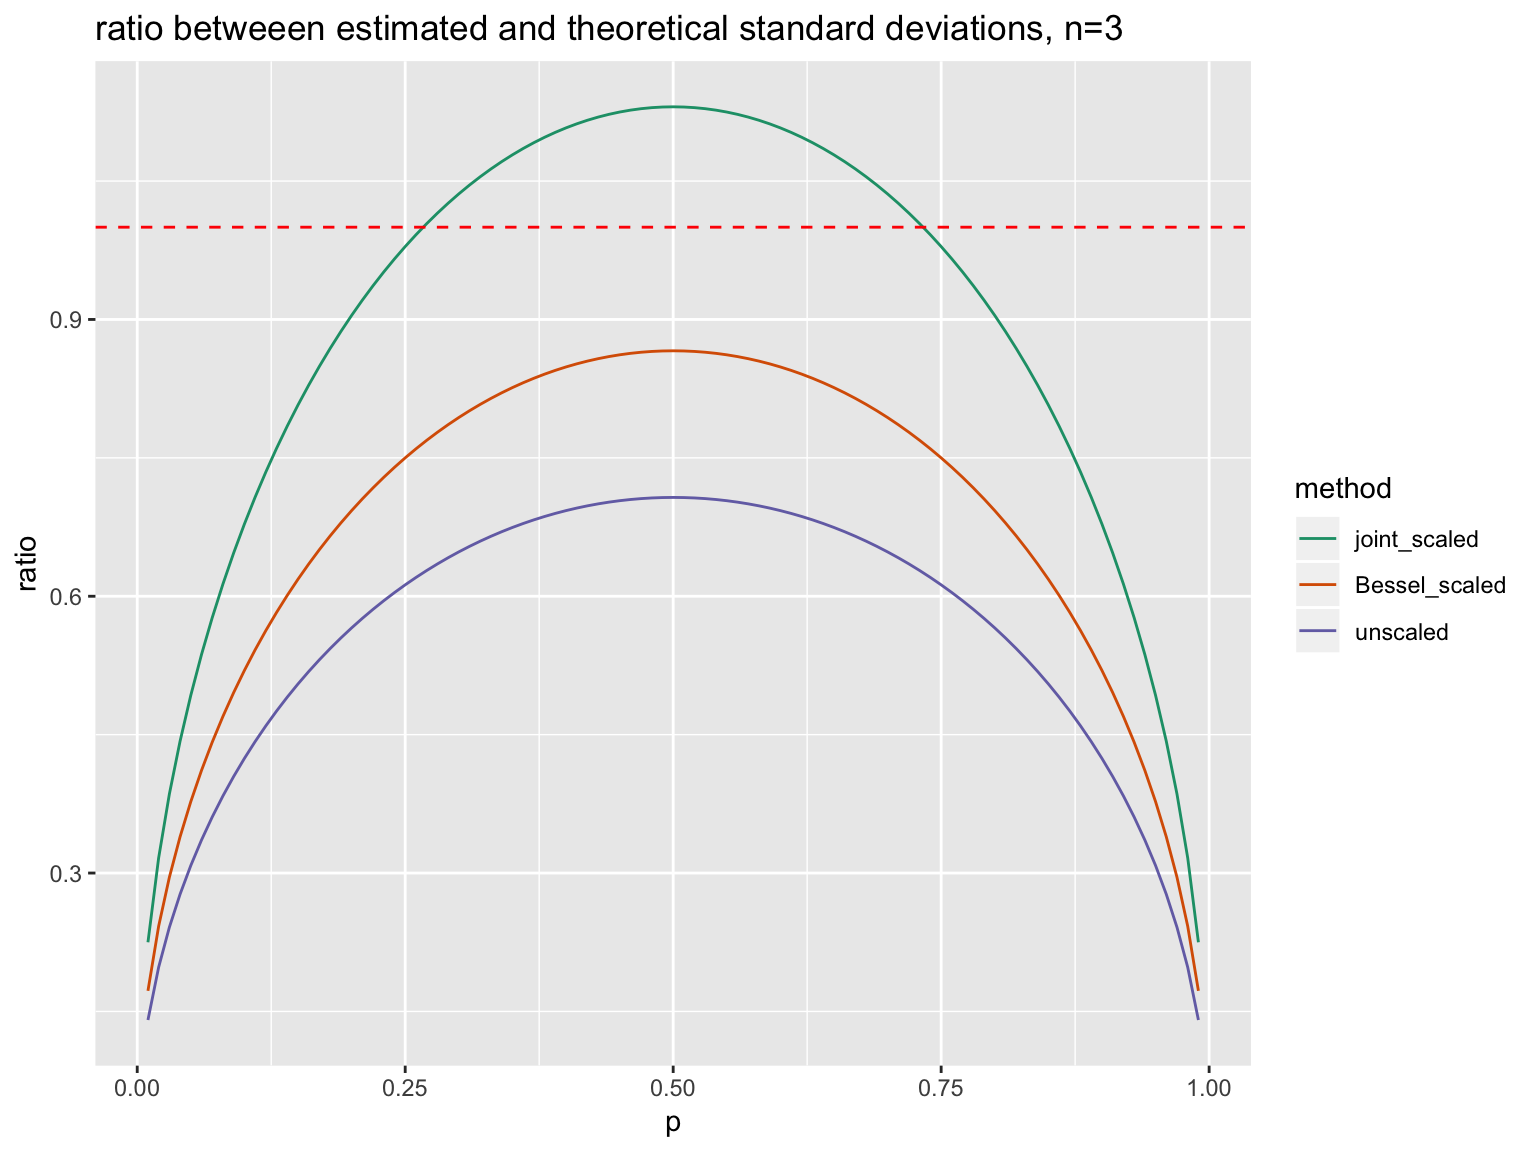 ratio betweeen estimated and theoretical standard deviations, n=3
ratio
0.9
0.6
0.3
0.00 0.25 0.50 0.75 1.00
p
method
joint_scaled
Bessel_scaled
unscaled